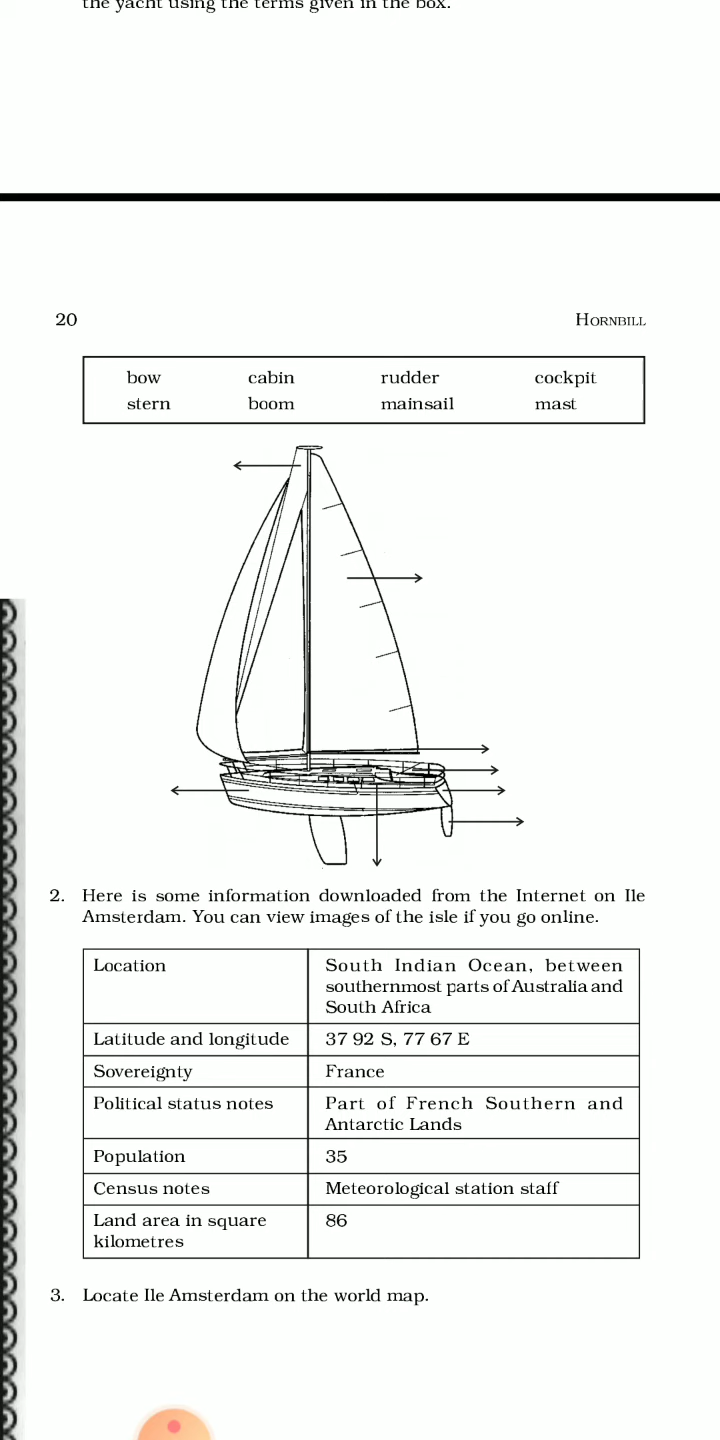 the yacht using the terms given in the box.
20 HORNBILL
bow cabin rudder cockpit
stern boom mainsail mast
2. Here is some information downloaded from the Internet on Ile
Amsterdam. You can view images of the isle if you go online.
Location South Indian Ocean, between
southernmost parts of Australia and
South Africa
Latitude and longitude 37 92 S, 77 67 E
Sovereignty France
Political status notes Part of French Southern and
Antarctic Lands
Population 35
Census notes Meteorological station staff
Land area in square 86
kilometres
3. Locate Ile Amsterdam on the world map.